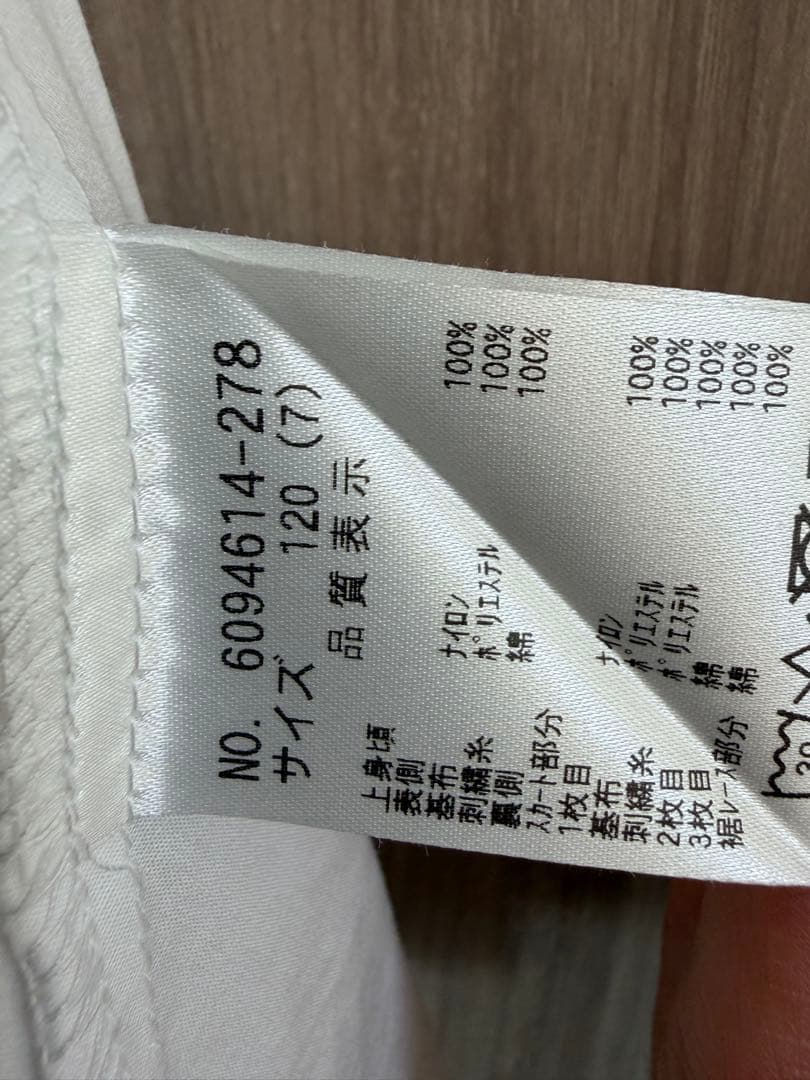 NO. 6094614-278
サイズ 120 (7)
品質表示
上身頃
表側
基布 ﾅｲﾛﾝ 100%
刺繍糸 ﾎﾟﾘｴｽﾃﾙ 100%
裏側 綿 100%
ｽｶｰﾄ部分
1枚目
基布 ﾅｲﾛﾝ 100%
刺繍糸 ﾎﾟﾘｴｽﾃﾙ 100%
2枚目 ﾎﾟﾘｴｽﾃﾙ 100%
3枚目 綿 100%
裾ﾚｰｽ部分 綿 100%